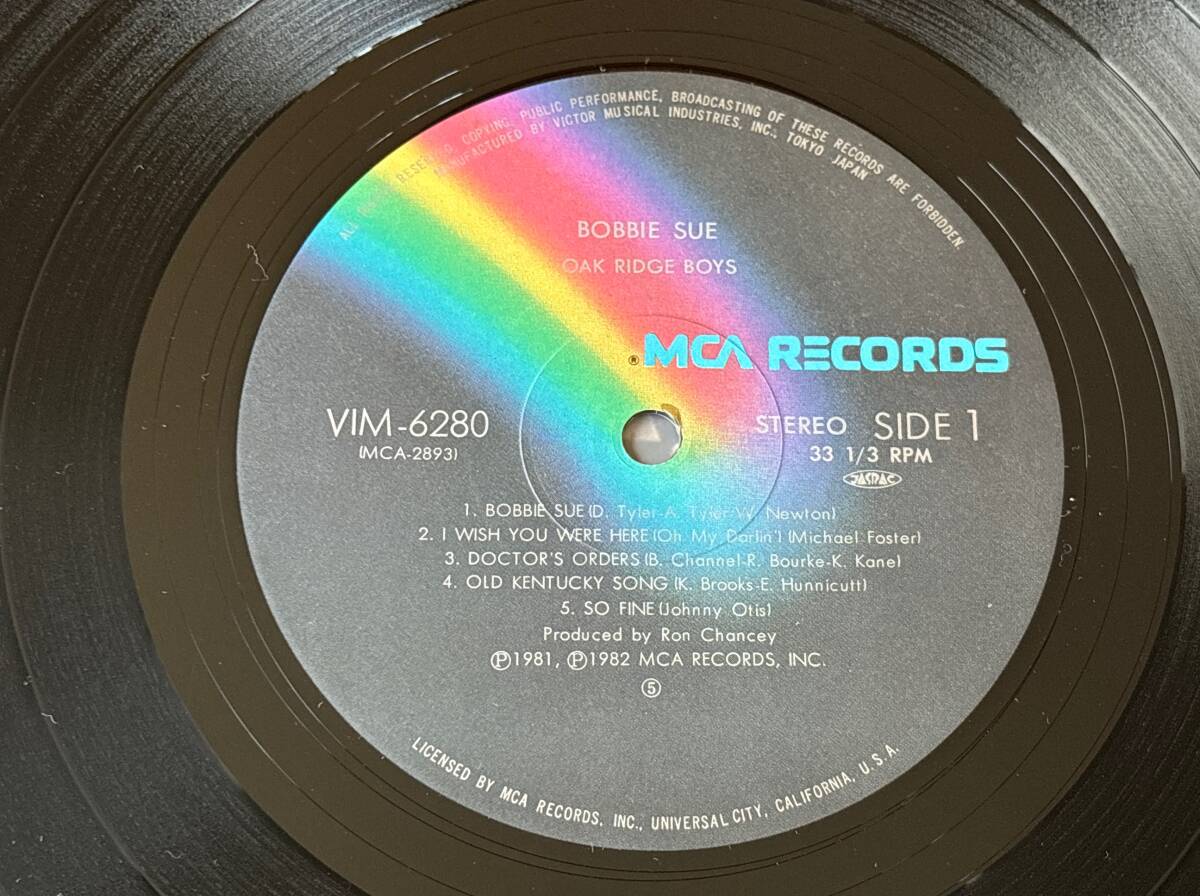 ALL RIGHTS RESERVED COPYING, PUBLIC PERFORMANCE, BROADCASTING OF THESE RECORDS ARE FORBIDDEN.
MANUFACTURED BY VICTOR MUSICAL INDUSTRIES, INC., TOKYO JAPAN
BOBBIE SUE
OAK RIDGE BOYS
® MCA RECORDS
VIM-6280
(MCA-2893)
STEREO SIDE 1
33 1/3 RPM
JASRAC
1. BOBBIE SUE (D. Tyler-A. Tyler-W. Newton)
2. I WISH YOU WERE HERE (Oh My Darlin') (Michael Foster)
3. DOCTOR'S ORDERS (B. Channel-R. Bourke-K. Kane)
4. OLD KENTUCKY SONG (K. Brooks-E. Hunnicutt)
5. SO FINE (Johnny Otis)
Produced by Ron Chancey
Ⓟ1981, Ⓟ1982 MCA RECORDS, INC.
⑤
LICENSED BY MCA RECORDS, INC., UNIVERSAL CITY, CALIFORNIA, U.S.A.